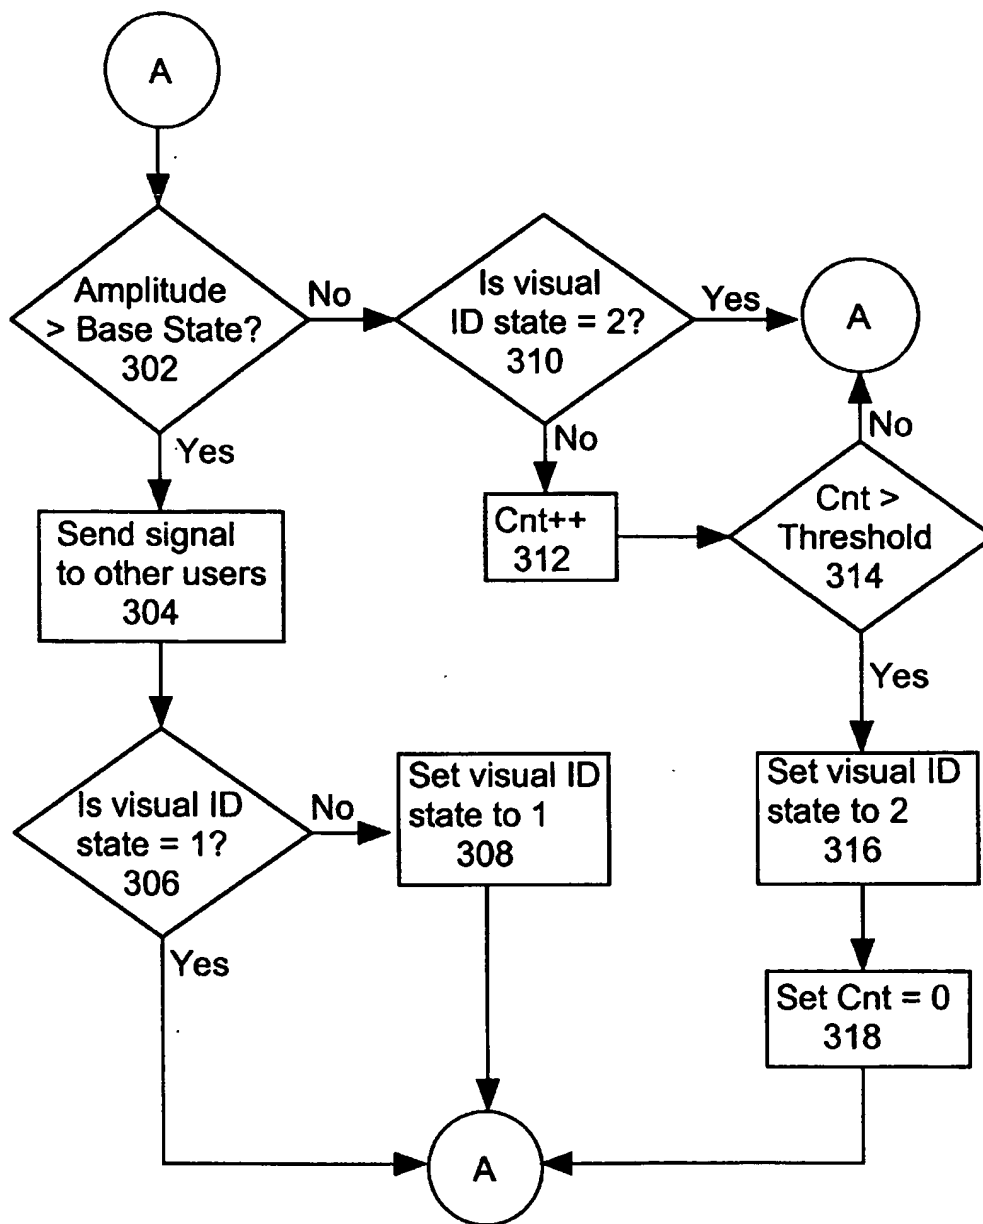 A
Amplitude
> Base State?
302
No
Is visual
ID state = 2?
310
Yes
A
Yes
No
No
Send signal
to other users
304
Cnt++
312
Cnt >
Threshold
314
Yes
Is visual ID
state = 1?
306
No
Set visual ID
state to 1
308
Set visual ID
state to 2
316
Yes
Set Cnt = 0
318
A